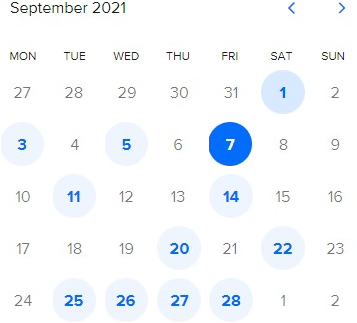 September 2021
MON TUE WED THU FRI SAT SUN
27 28 29 30 31 1 2
3 4 5 6 7 8 9
10 11 12 13 14 15 16
17 18 19 20 21 22 23
24 25 26 27 28 1 2